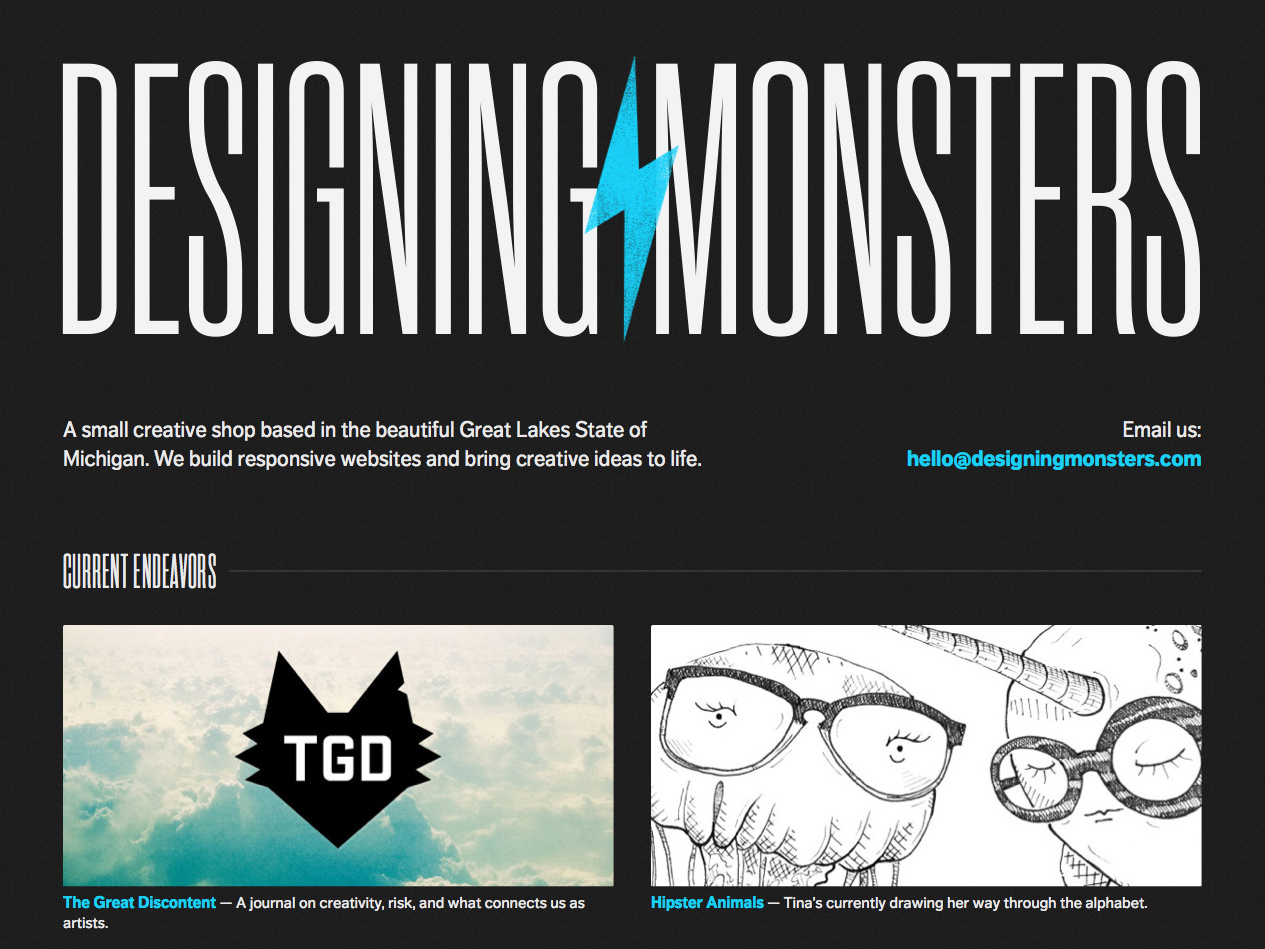 DESIGNING MONSTERS
A small creative shop based in the beautiful Great Lakes State of
Michigan. We build responsive websites and bring creative ideas to life.
Email us:
hello@designingmonsters.com
CURRENT ENDEAVORS
TGD
The Great Discontent — A journal on creativity, risk, and what connects us as
artists.
Hipster Animals — Tina's currently drawing her way through the alphabet.